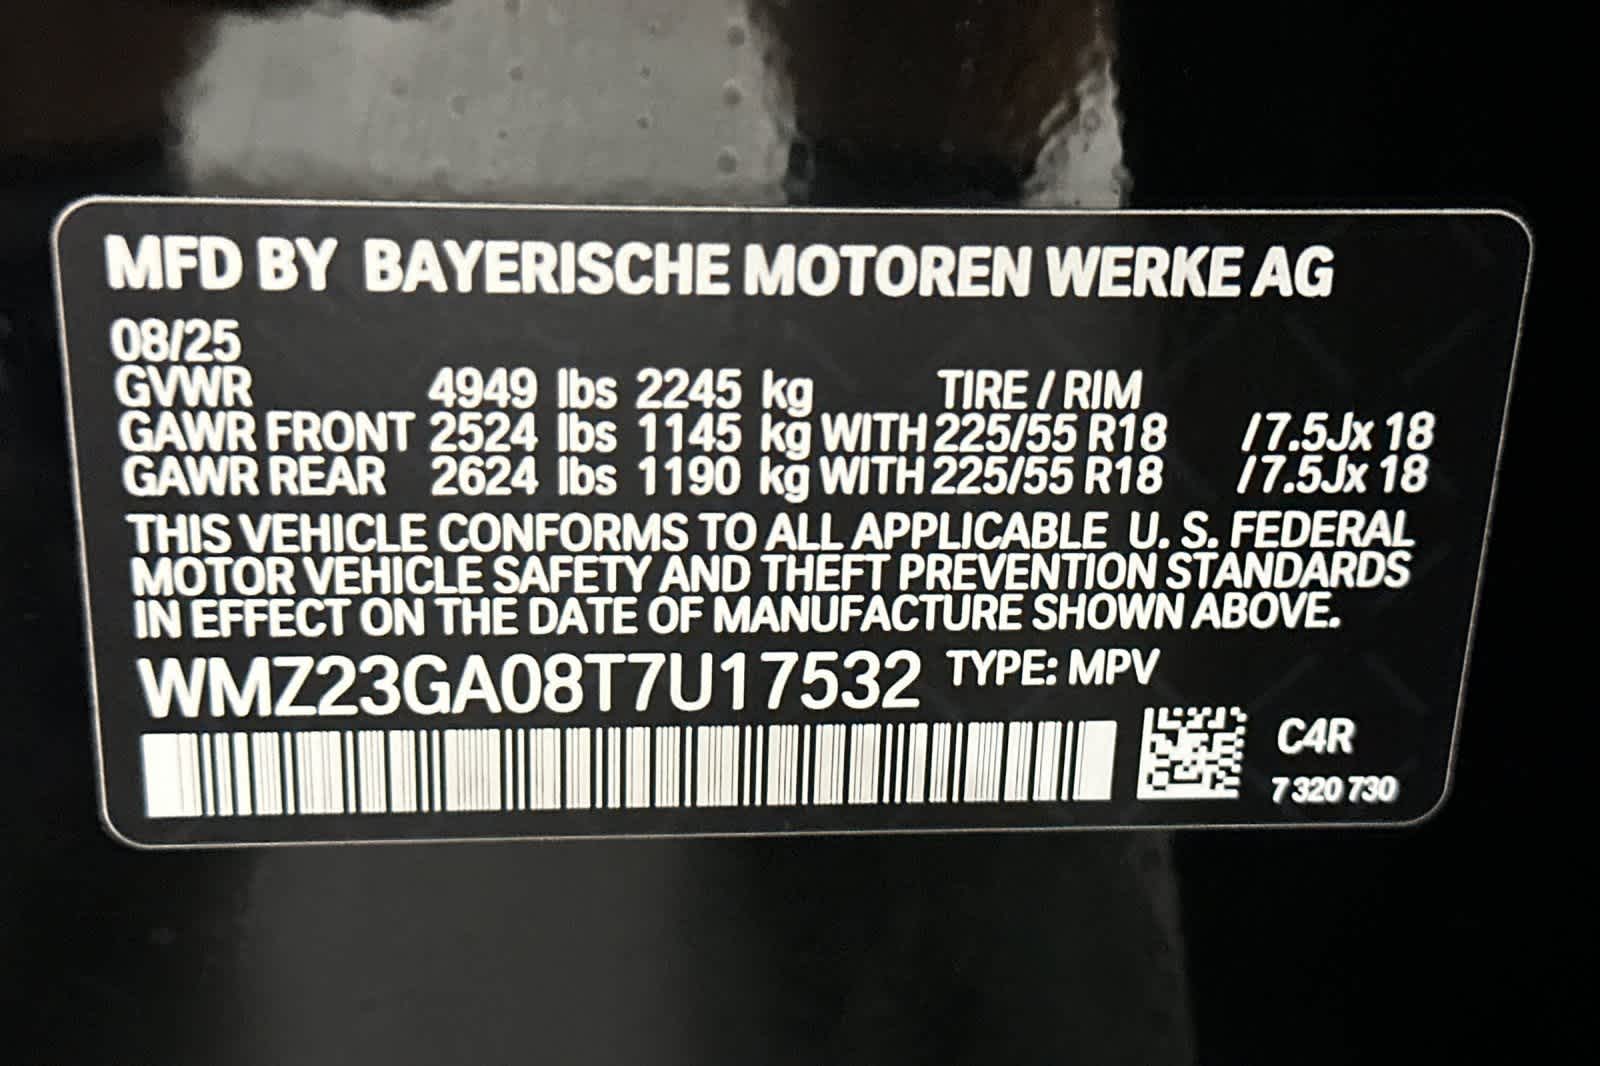 MFD BY BAYERISCHE MOTOREN WERKE AG
08/25
GVWR 4949 lbs 2245 kg TIRE / RIM
GAWR FRONT 2524 lbs 1145 kg WITH 225/55 R18 /7.5Jx 18
GAWR REAR 2624 lbs 1190 kg WITH 225/55 R18 /7.5Jx 18
THIS VEHICLE CONFORMS TO ALL APPLICABLE U. S. FEDERAL
MOTOR VEHICLE SAFETY AND THEFT PREVENTION STANDARDS
IN EFFECT ON THE DATE OF MANUFACTURE SHOWN ABOVE.
WMZ23GA08T7U17532 TYPE: MPV
C4R
7 320 730